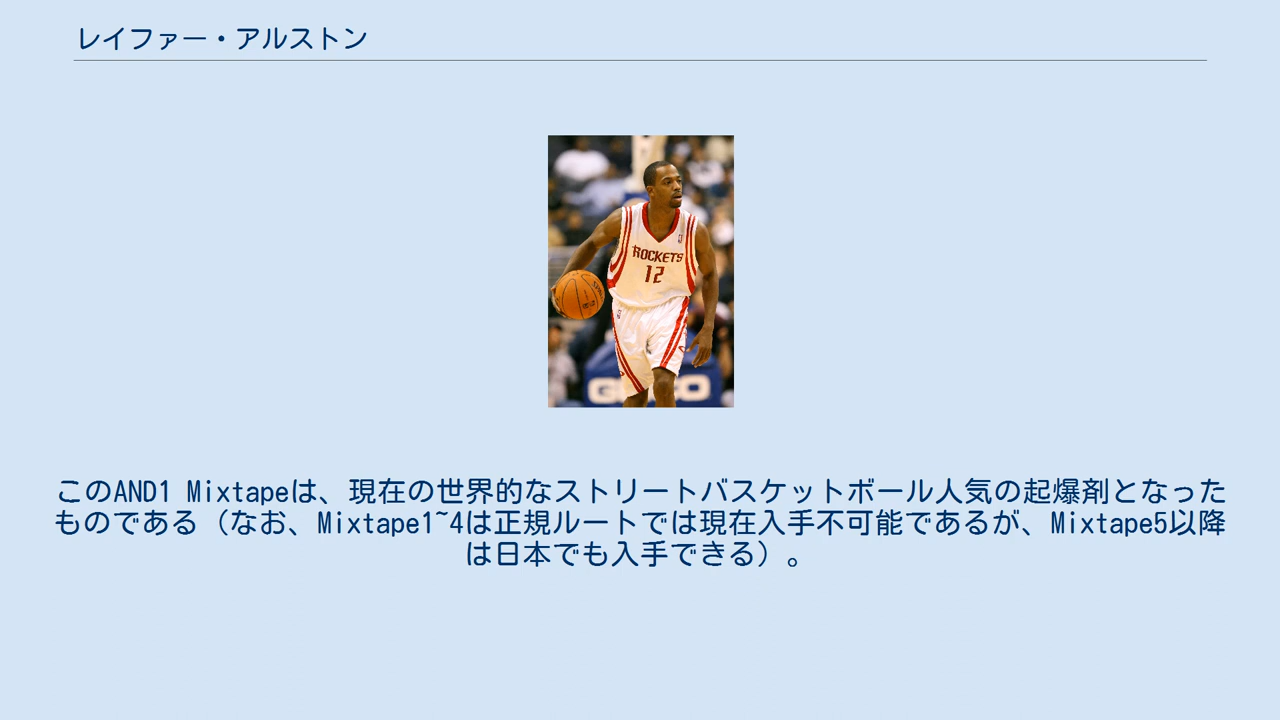 レイファー・アルストン
ROCKETS
12
このAND1 Mixtapeは、現在の世界的なストリートバスケットボール人気の起爆剤となった
ものである（なお、Mixtape1~4は正規ルートでは現在入手不可能であるが、Mixtape5以降
は日本でも入手できる）。